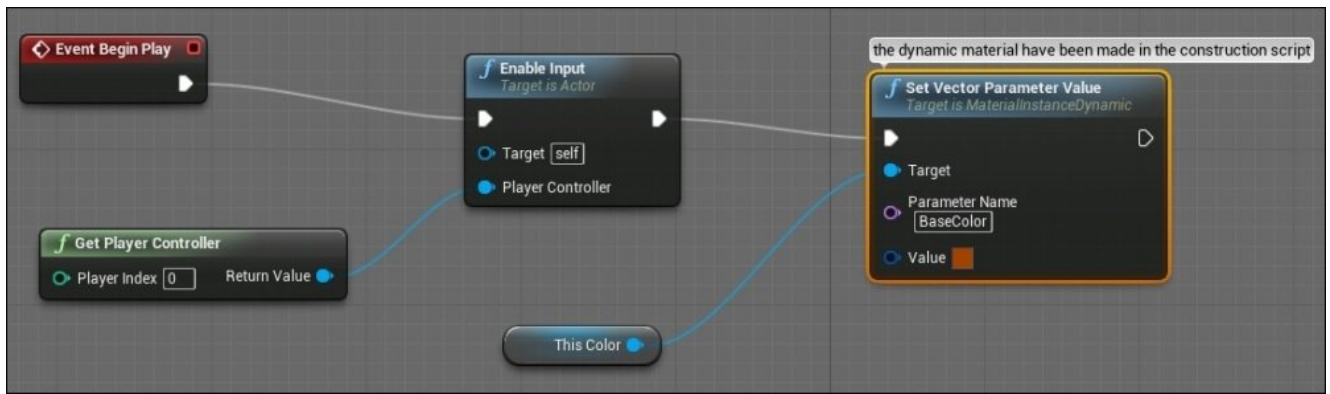 Event Begin Play
the dynamic material have been made in the construction script
Enable Input
Target is Actor
Target self
Player Controller
Set Vector Parameter Value
Target is MaterialInstanceDynamic
Target
Parameter Name
BaseColor
Value
Get Player Controller
Player Index 0 Return Value
This Color